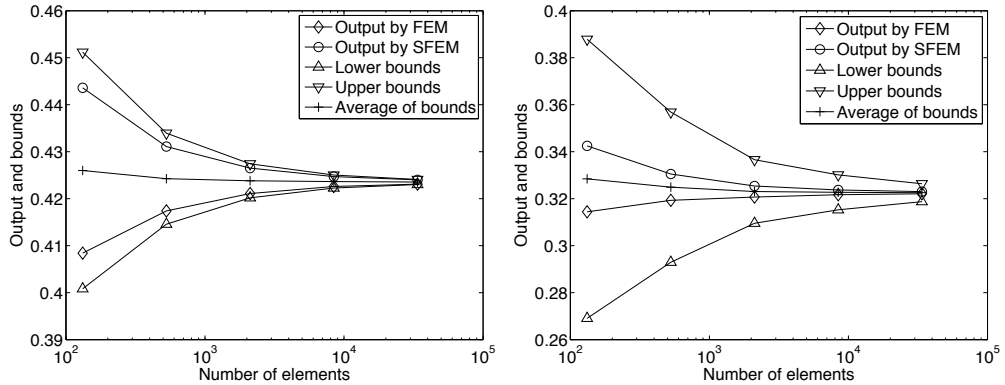 0.46
0.45
0.44
0.43
0.42
0.41
0.4
0.39
Output and bounds
10^2
10^3
10^4
10^5
Number of elements
Output by FEM
Output by SFEM
Lower bounds
Upper bounds
Average of bounds
0.4
0.38
0.36
0.34
0.32
0.3
0.28
0.26
Output and bounds
10^2
10^3
10^4
10^5
Number of elements
Output by FEM
Output by SFEM
Lower bounds
Upper bounds
Average of bounds